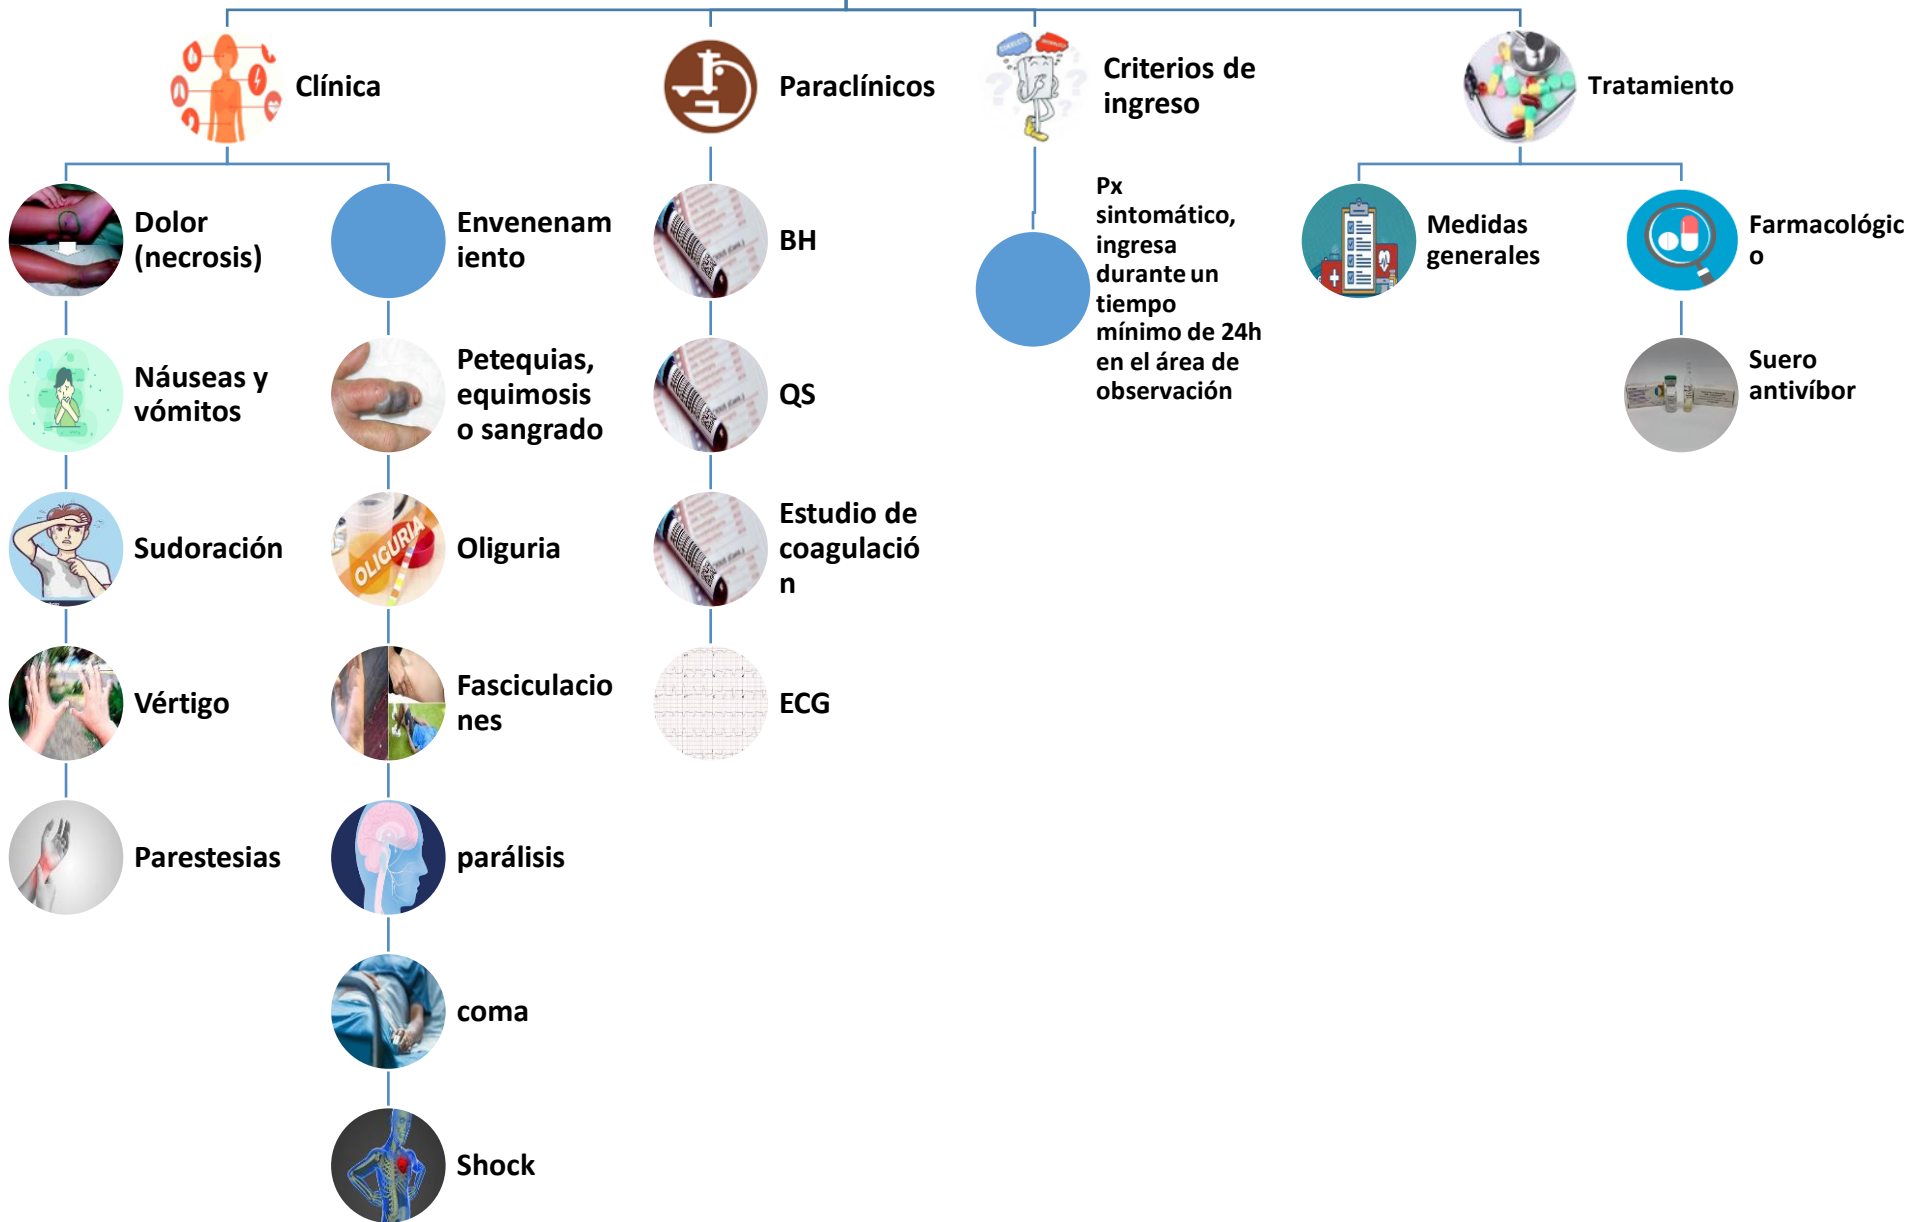 Clínica
Dolor
(necrosis)
Náuseas y
vómitos
Sudoración
Vértigo
Parestesias
Envenenam
iento
Petequias,
equimosis
o sangrado
Oliguria
OLIGURIA
Fasciculacio
nes
parálisis
coma
Shock
Paraclínicos
BH
QS
Estudio de
coagulació
n
ECG
Criterios de
ingreso
Px
sintomático,
ingresa
durante un
tiempo
mínimo de 24h
en el área de
observación
Tratamiento
Medidas
generales
Farmacológic
o
Suero
antivíbor